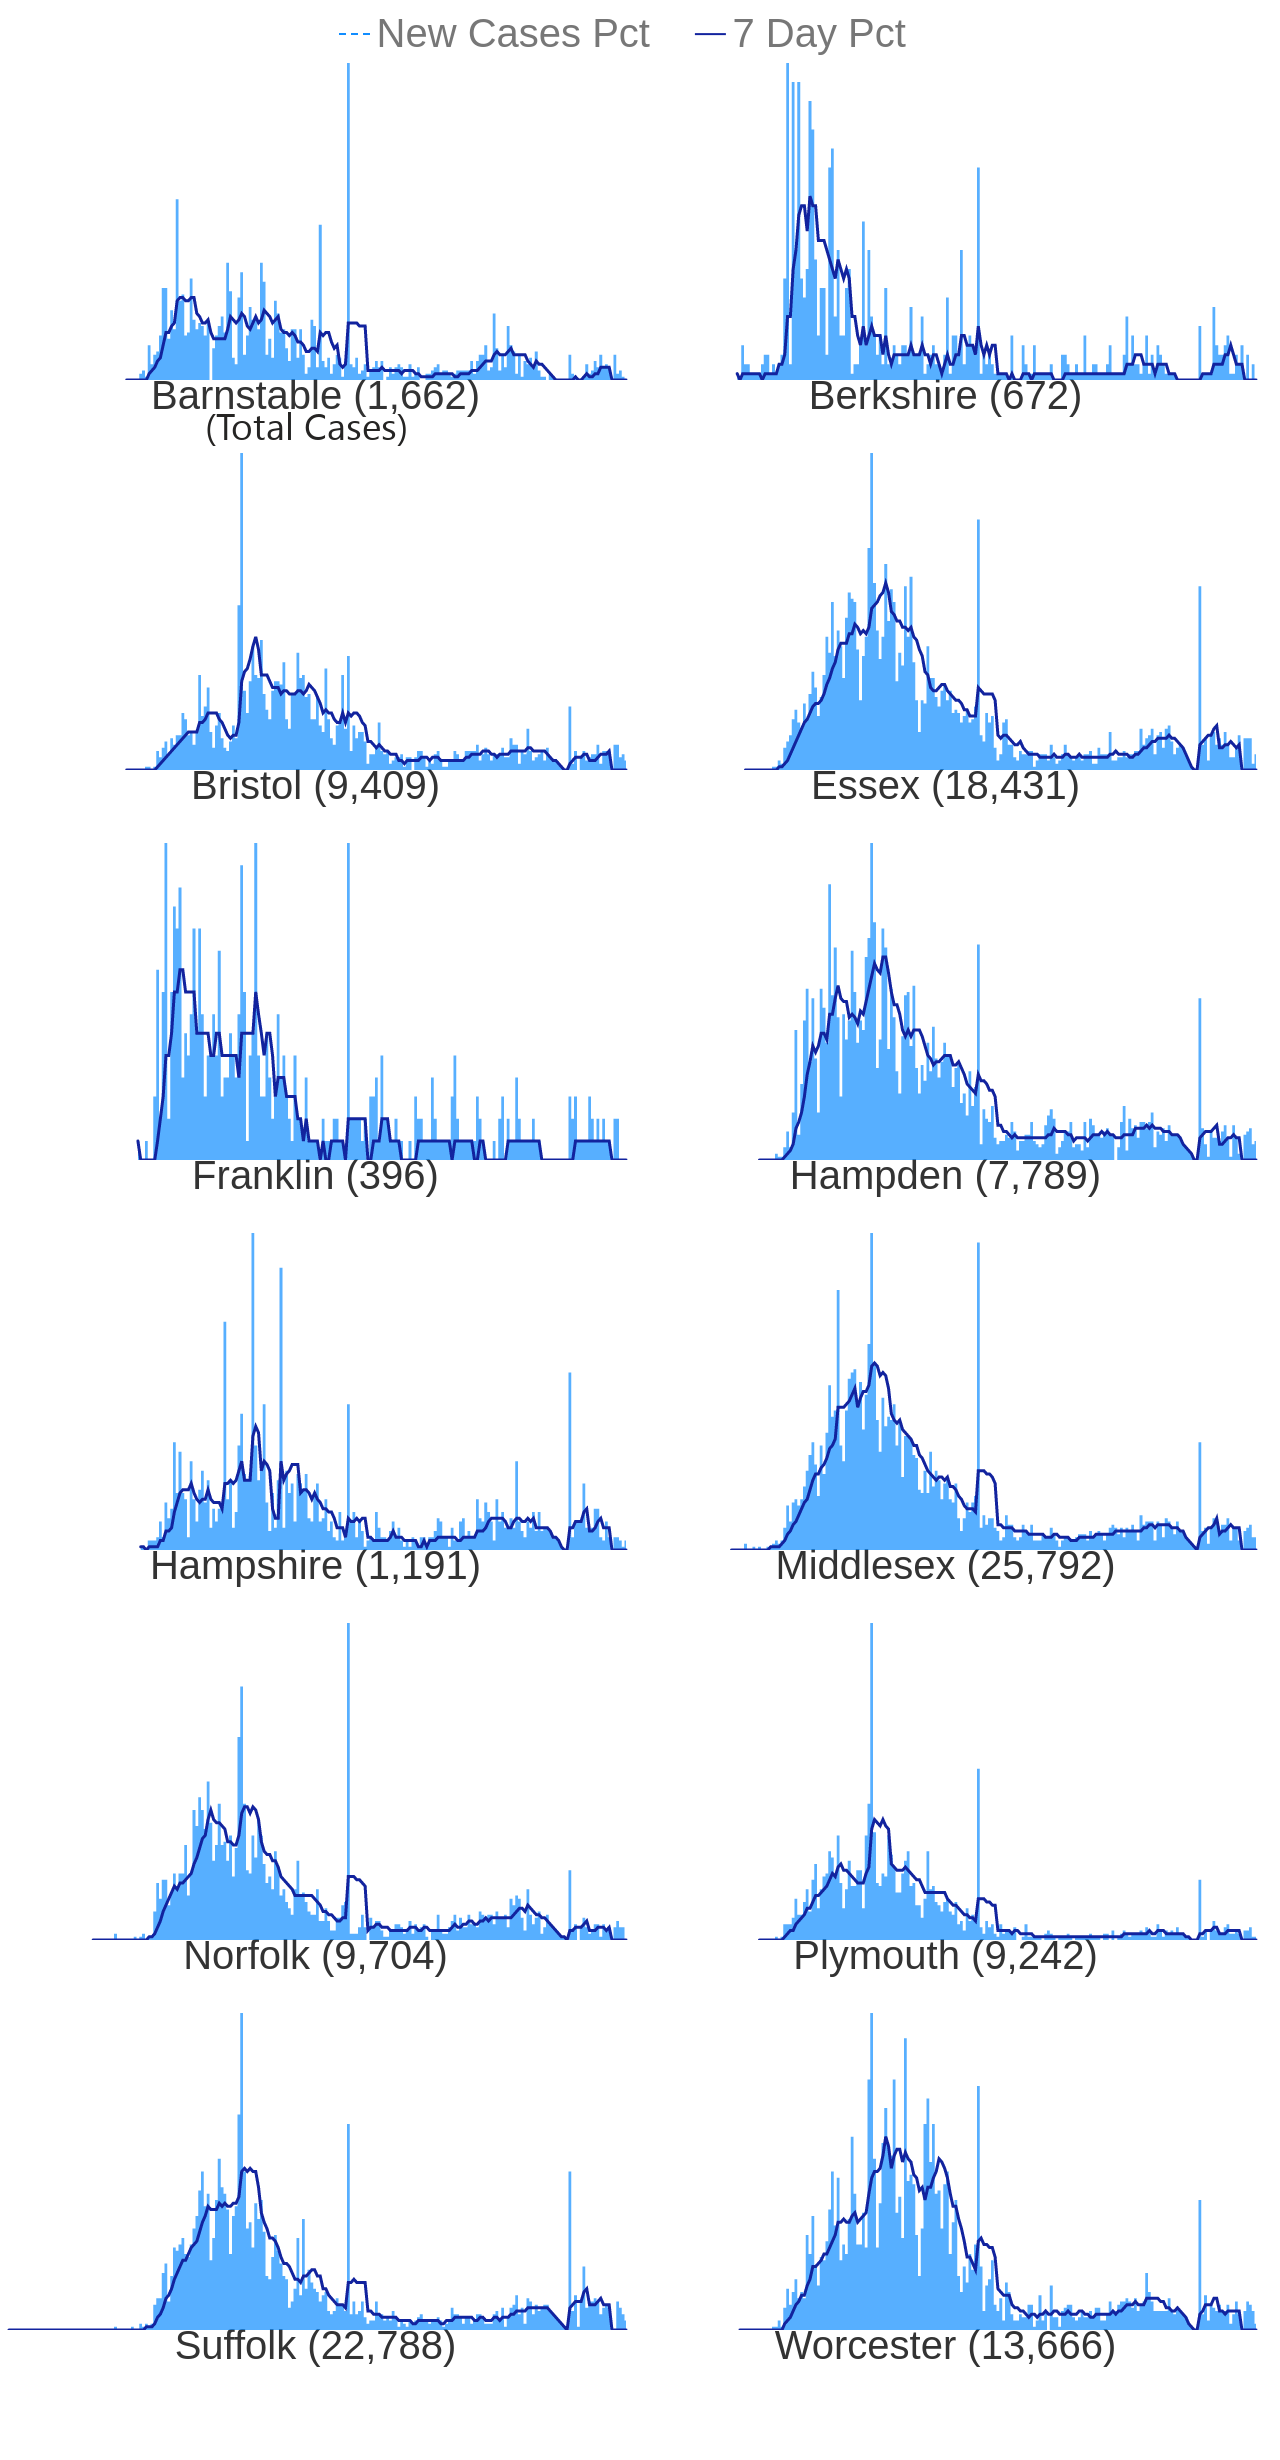 New Cases Pct 7 Day Pct
Barnstable (1,662) Berkshire (672)
(Total Cases)
Bristol (9,409) Essex (18,431)
Franklin (396) Hampden (7,789)
Hampshire (1,191) Middlesex (25,792)
Norfolk (9,704) Plymouth (9,242)
Suffolk (22,788) Worcester (13,666)